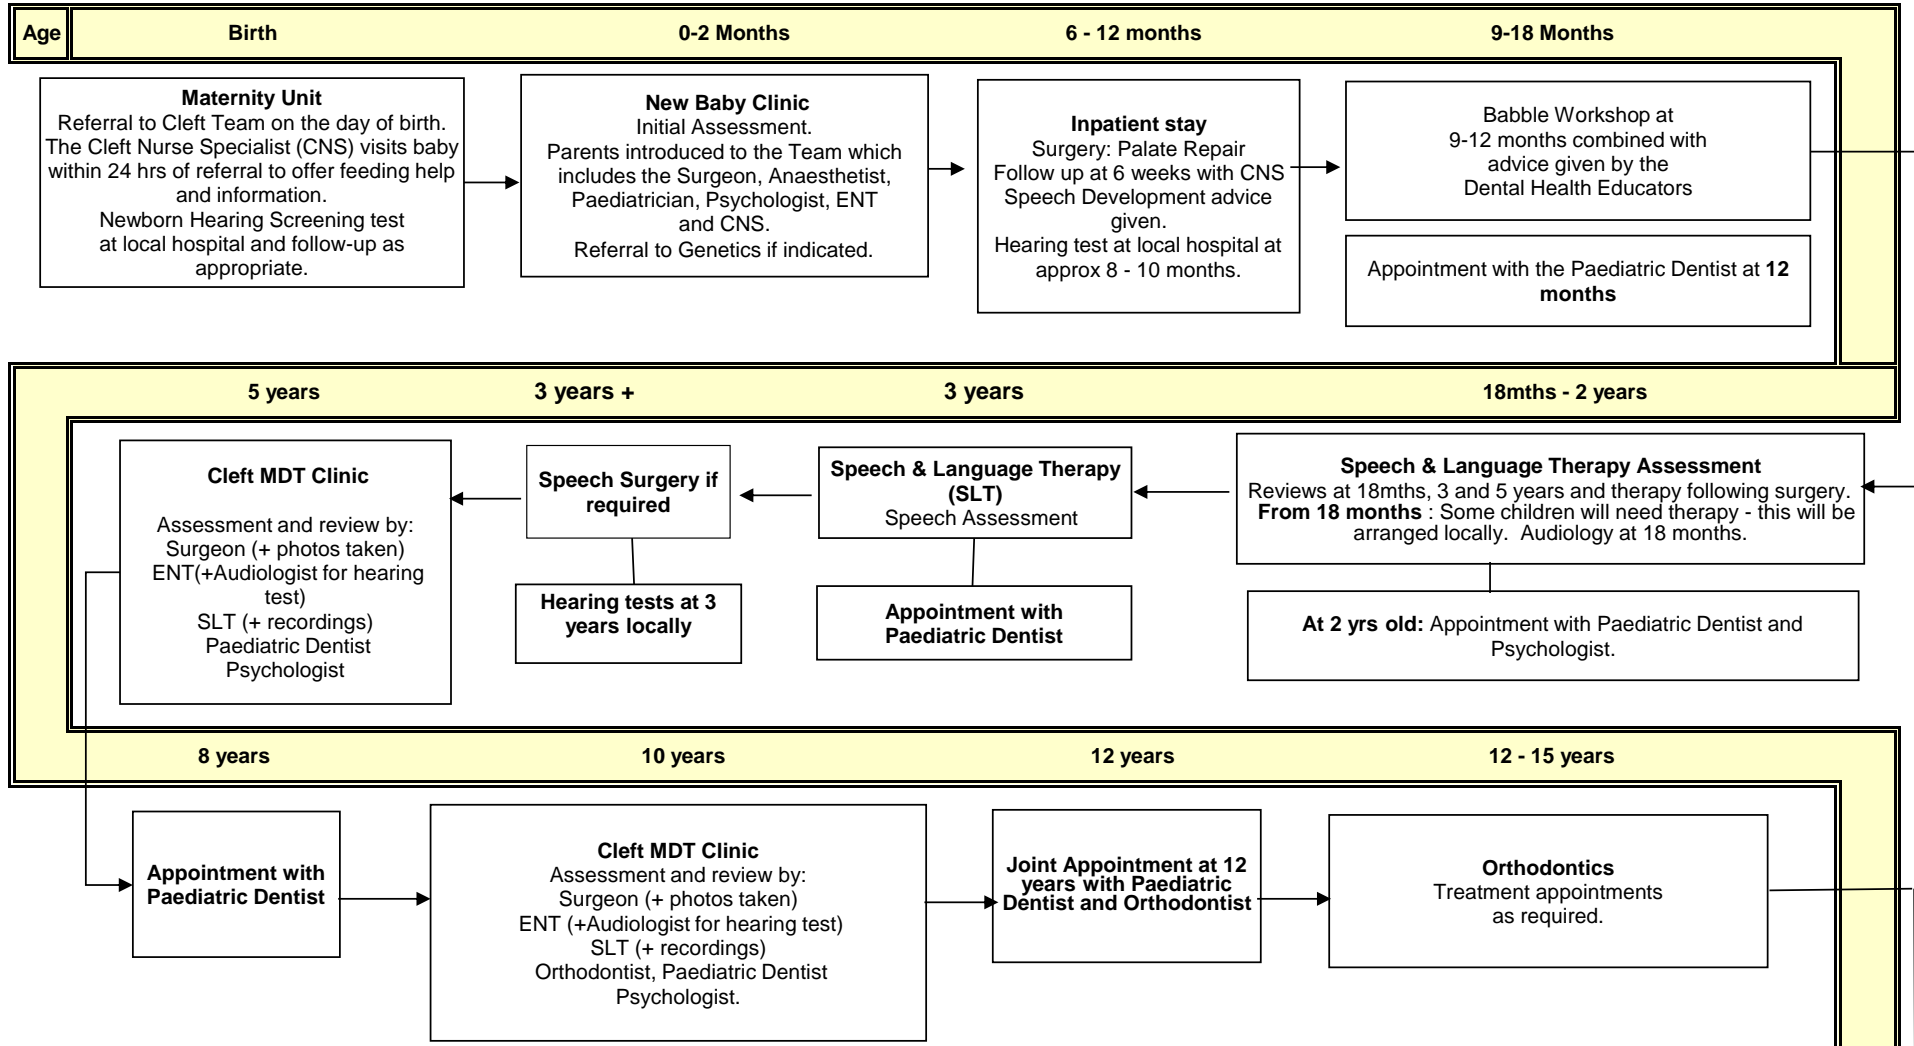 Age
Birth
0-2 Months
6 - 12 months
9-18 Months
Maternity Unit
Referral to Cleft Team on the day of birth.
The Cleft Nurse Specialist (CNS) visits baby
within 24 hrs of referral to offer feeding help
and information.
Newborn Hearing Screening test
at local hospital and follow-up as
appropriate.
New Baby Clinic
Initial Assessment.
Parents introduced to the Team which
includes the Surgeon, Anaesthetist,
Paediatrician, Psychologist, ENT
and CNS.
Referral to Genetics if indicated.
Inpatient stay
Surgery: Palate Repair
Follow up at 6 weeks with CNS
Speech Development advice
given.
Hearing test at local hospital at
approx 8 - 10 months.
Babble Workshop at
9-12 months combined with
advice given by the
Dental Health Educators
Appointment with the Paediatric Dentist at 12
months
5 years
3 years +
3 years
18mths - 2 years
Cleft MDT Clinic
Assessment and review by:
Surgeon (+ photos taken)
ENT(+Audiologist for hearing
test)
SLT (+ recordings)
Paediatric Dentist
Psychologist
Speech Surgery if
required
Hearing tests at 3
years locally
Speech & Language Therapy
(SLT)
Speech Assessment
Appointment with
Paediatric Dentist
Speech & Language Therapy Assessment
Reviews at 18mths, 3 and 5 years and therapy following surgery.
From 18 months : Some children will need therapy - this will be
arranged locally. Audiology at 18 months.
At 2 yrs old: Appointment with Paediatric Dentist and
Psychologist.
8 years
10 years
12 years
12 - 15 years
Appointment with
Paediatric Dentist
Cleft MDT Clinic
Assessment and review by:
Surgeon (+ photos taken)
ENT (+Audiologist for hearing test)
SLT (+ recordings)
Orthodontist, Paediatric Dentist
Psychologist.
Joint Appointment at 12
years with Paediatric
Dentist and Orthodontist
Orthodontics
Treatment appointments
as required.